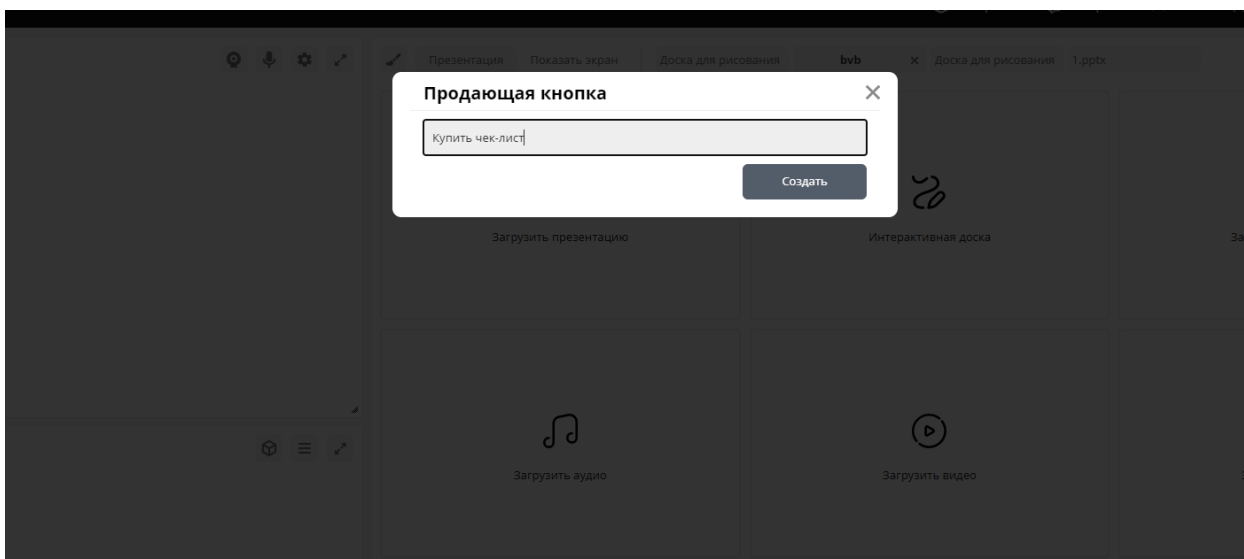 Презентация Показать экран Доска для рисования bvb × Доска для рисования 1.pptx
Продающая кнопка
Купить чек-лист
Создать
Загрузить презентацию Интерактивная доска За
Загрузить аудио Загрузить видео